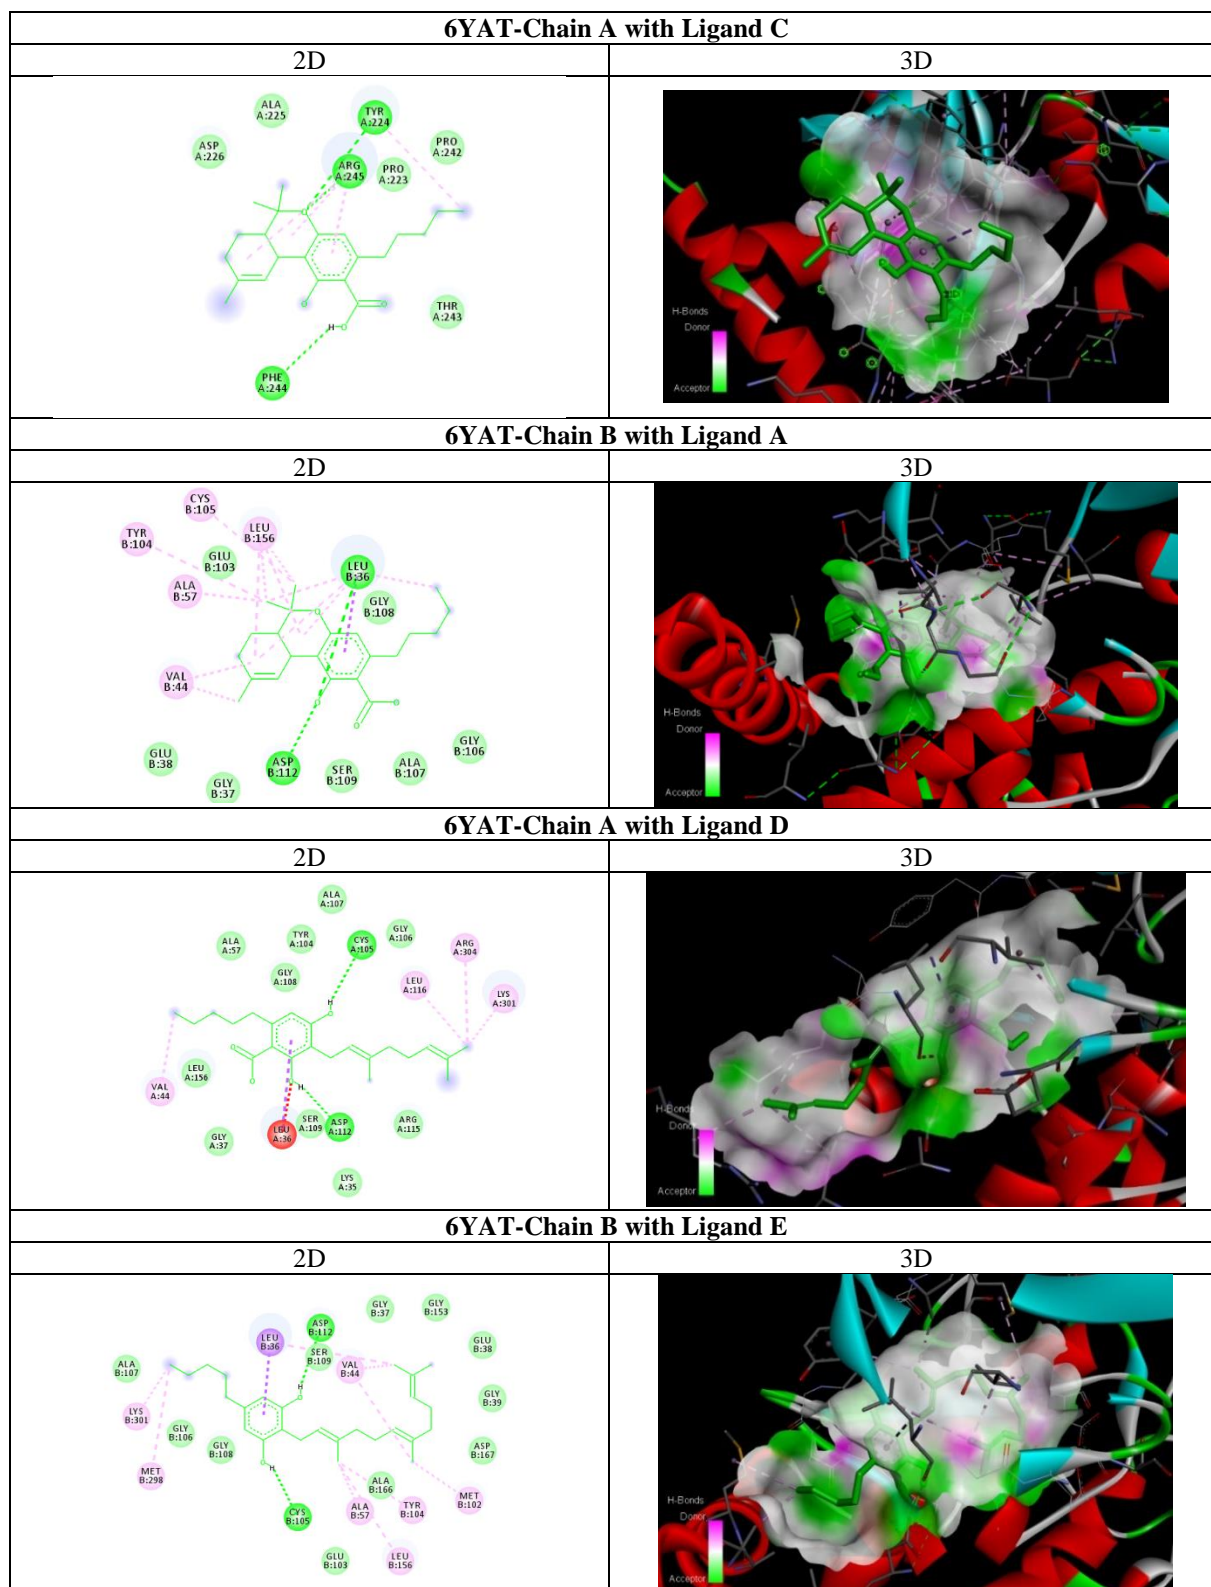 6YAT-Chain A with Ligand C
2D 3D
ALA
A:225
TYR
A:224
ASP
A:226
ARG
A:245
PRO
A:223
PRO
A:242
THR
A:243
PHE
A:244
H
O
O
O
O
H-Bonds
Donor
Acceptor
6YAT-Chain B with Ligand A
2D 3D
CYS
B:105
TYR
B:104
LEU
B:156
GLU
B:103
ALA
B:57
LEU
B:36
GLY
B:108
VAL
B:44
GLU
B:38
GLY
B:37
ASP
B:112
SER
B:109
ALA
B:107
GLY
B:106
O
O
O
O
H-Bonds
Donor
Acceptor
6YAT-Chain A with Ligand D
2D 3D
ALA
A:107
ALA
A:57
TYR
A:104
CYS
A:105
GLY
A:106
ARG
A:304
GLY
A:108
LEU
A:116
LYS
A:301
H
O
LEU
A:156
VAL
A:44
GLY
A:37
LEU
A:36
SER
A:109
ASP
A:112
ARG
A:115
LYS
A:35
H
O
O
H-Bonds
Donor
Acceptor
6YAT-Chain B with Ligand E
2D 3D
LEU
B:36
ASP
B:112
SER
B:109
GLY
B:37
GLY
B:153
GLU
B:38
VAL
B:44
ALA
B:107
LYS
B:301
GLY
B:106
GLY
B:108
MET
B:298
GLY
B:39
ASP
B:167
H
O
O
H
CYS
B:105
ALA
B:166
ALA
B:57
TYR
B:104
MET
B:102
GLU
B:103
LEU
B:156
H-Bonds
Donor
Acceptor